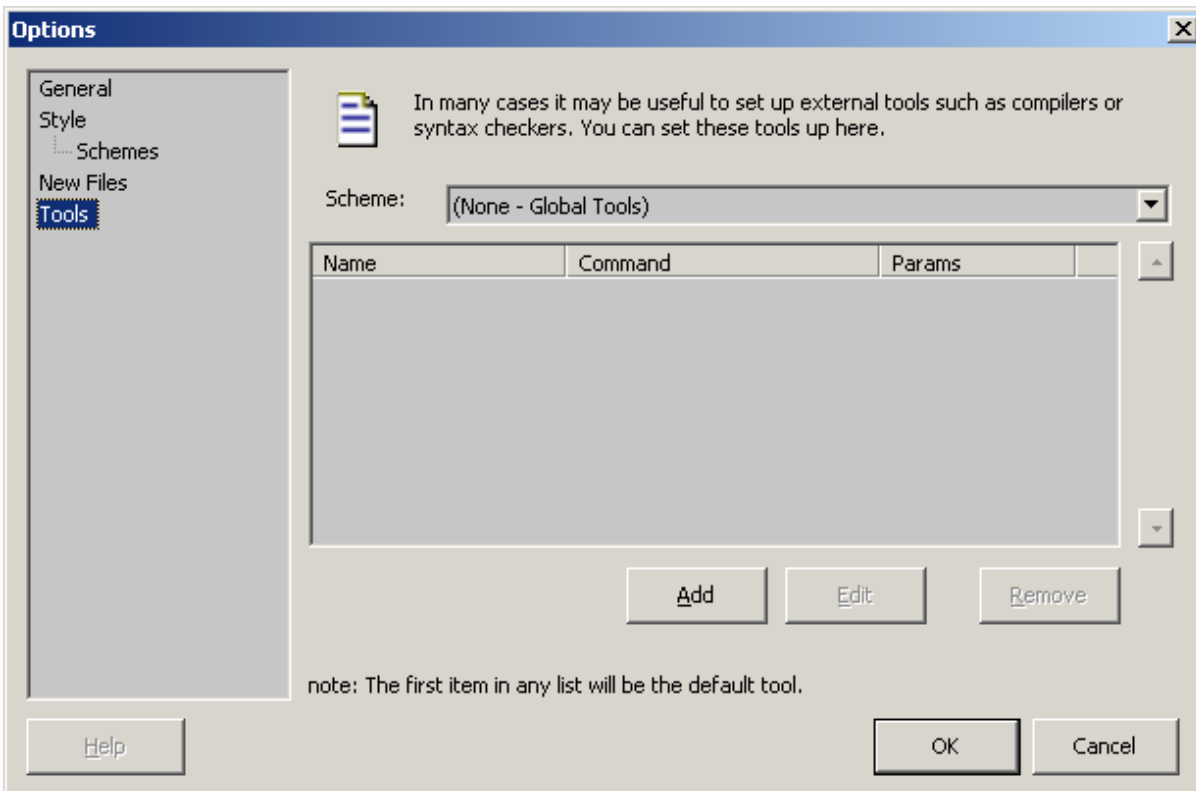 Options
General
Style
Schemes
New Files
Tools
In many cases it may be useful to set up external tools such as compilers or
syntax checkers. You can set these tools up here.
Scheme: (None - Global Tools)
Name Command Params
Add Edit Remove
note: The first item in any list will be the default tool.
Help OK Cancel